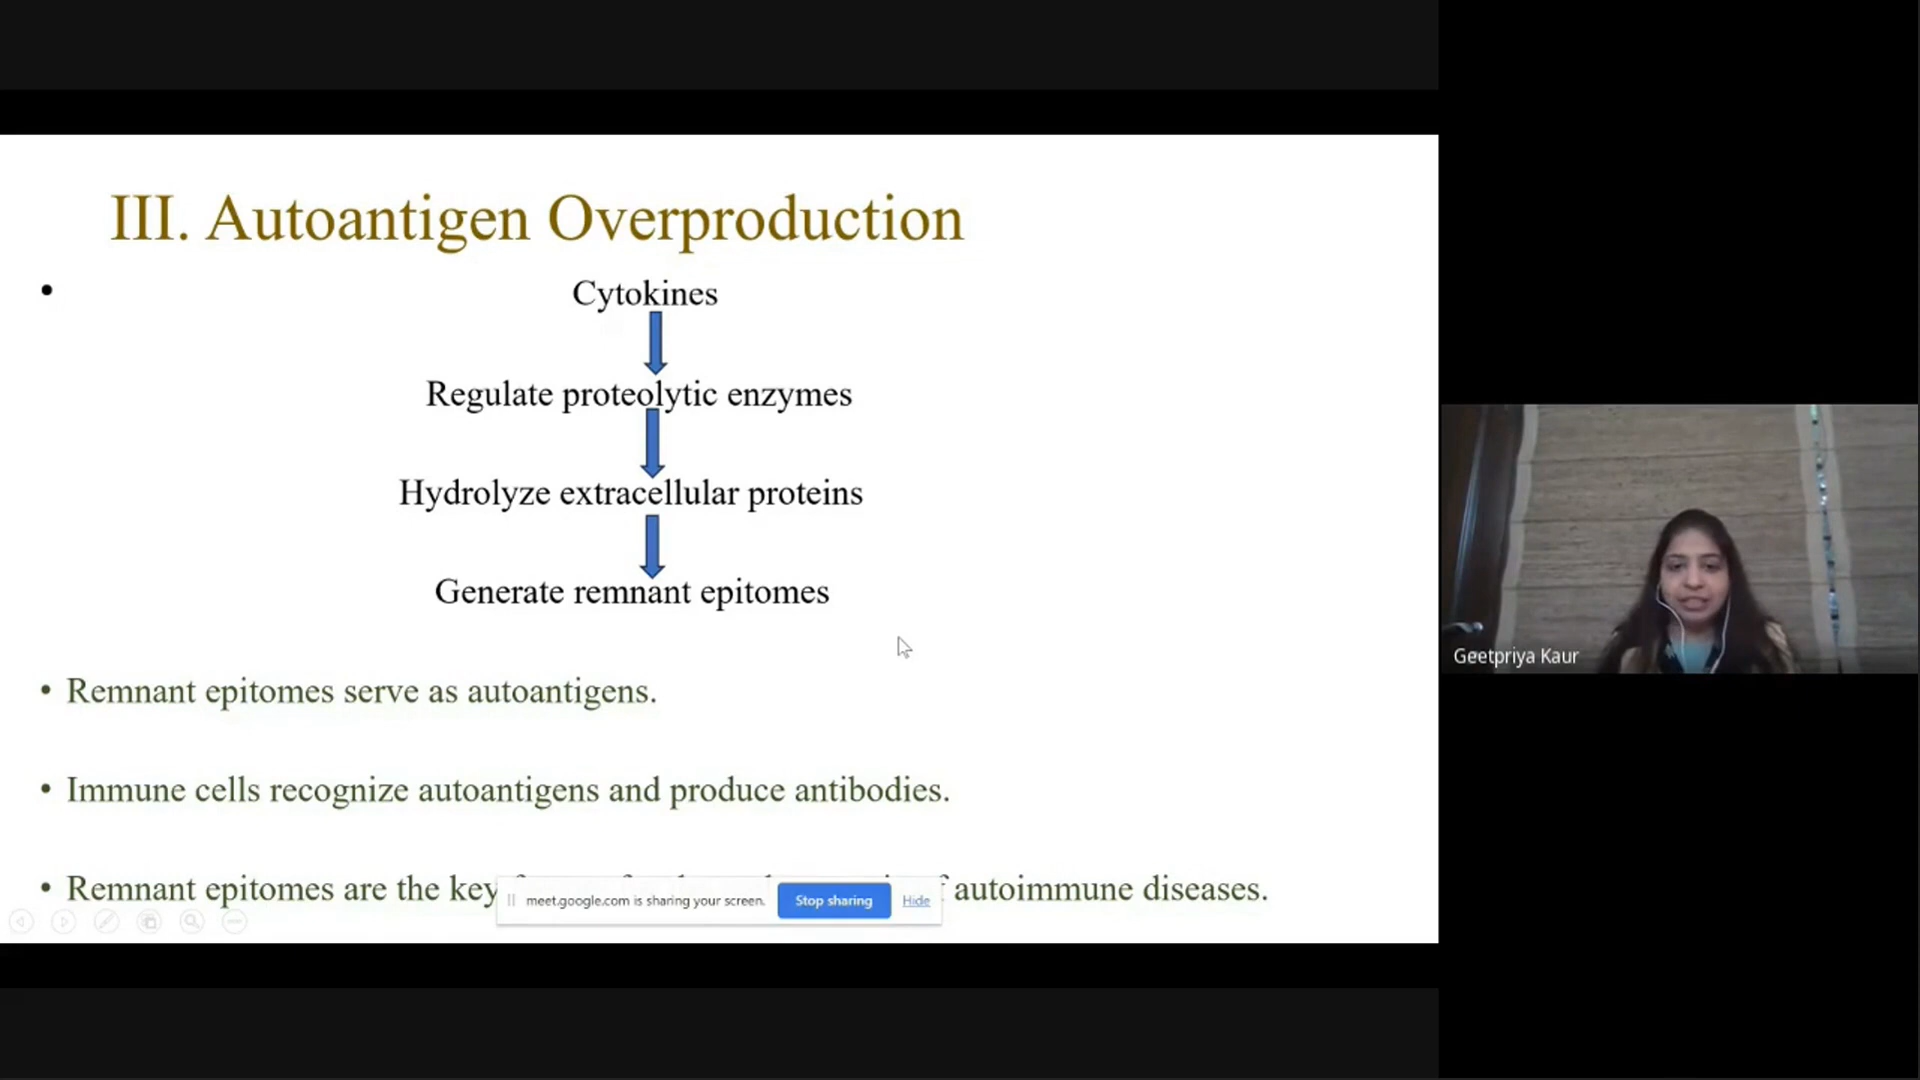 III. Autoantigen Overproduction
• Cytokines
Regulate proteolytic enzymes
Hydrolyze extracellular proteins
Generate remnant epitomes
• Remnant epitomes serve as autoantigens.
• Immune cells recognize autoantigens and produce antibodies.
• Remnant epitomes are the key autoimmune diseases.
meet.google.com is sharing your screen. Stop sharing Hide
Geetpriya Kaur